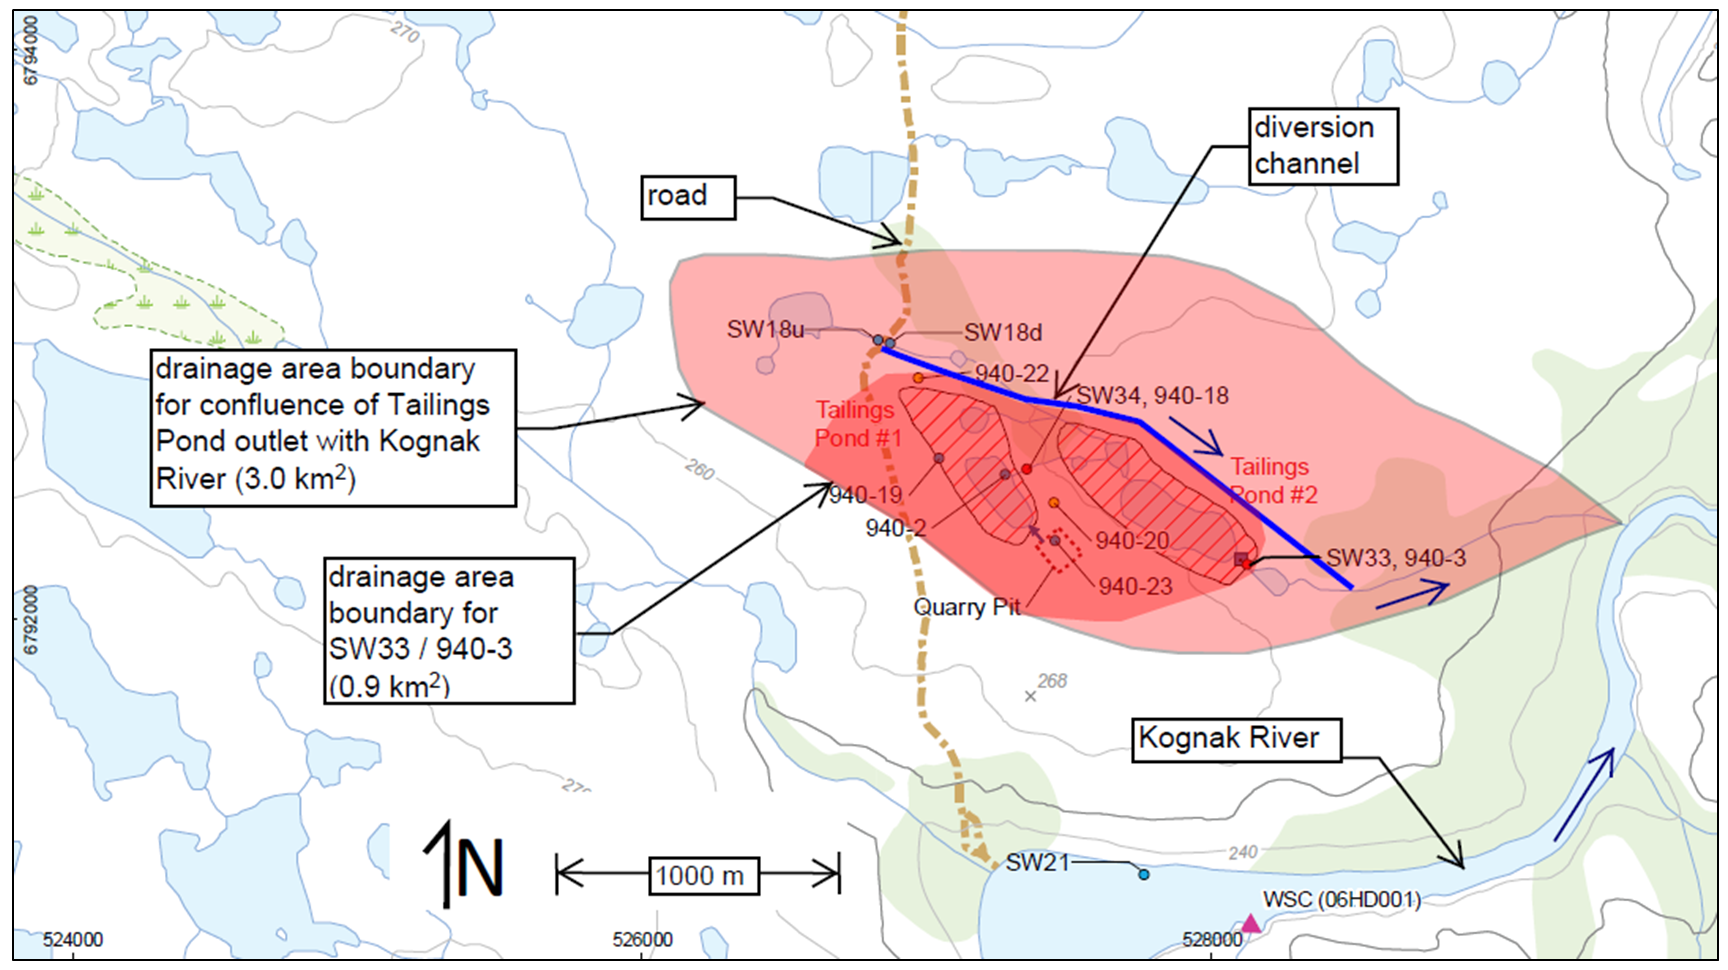 6794000
270
diversion
channel
road
SW18u
SW18d
940-22
SW34, 940-18
drainage area boundary
for confluence of Tailings
Pond outlet with Kognak
River (3.0 km²)
Tailings
Pond #1
260
Tailings
Pond #2
940-19
940-2
940-20
SW33, 940-3
940-23
Quarry Pit
drainage area
boundary for
SW33 / 940-3
(0.9 km²)
6792000
268
Kognak River
N
1000 m
240
SW21
WSC (06HD001)
524000
526000
528000